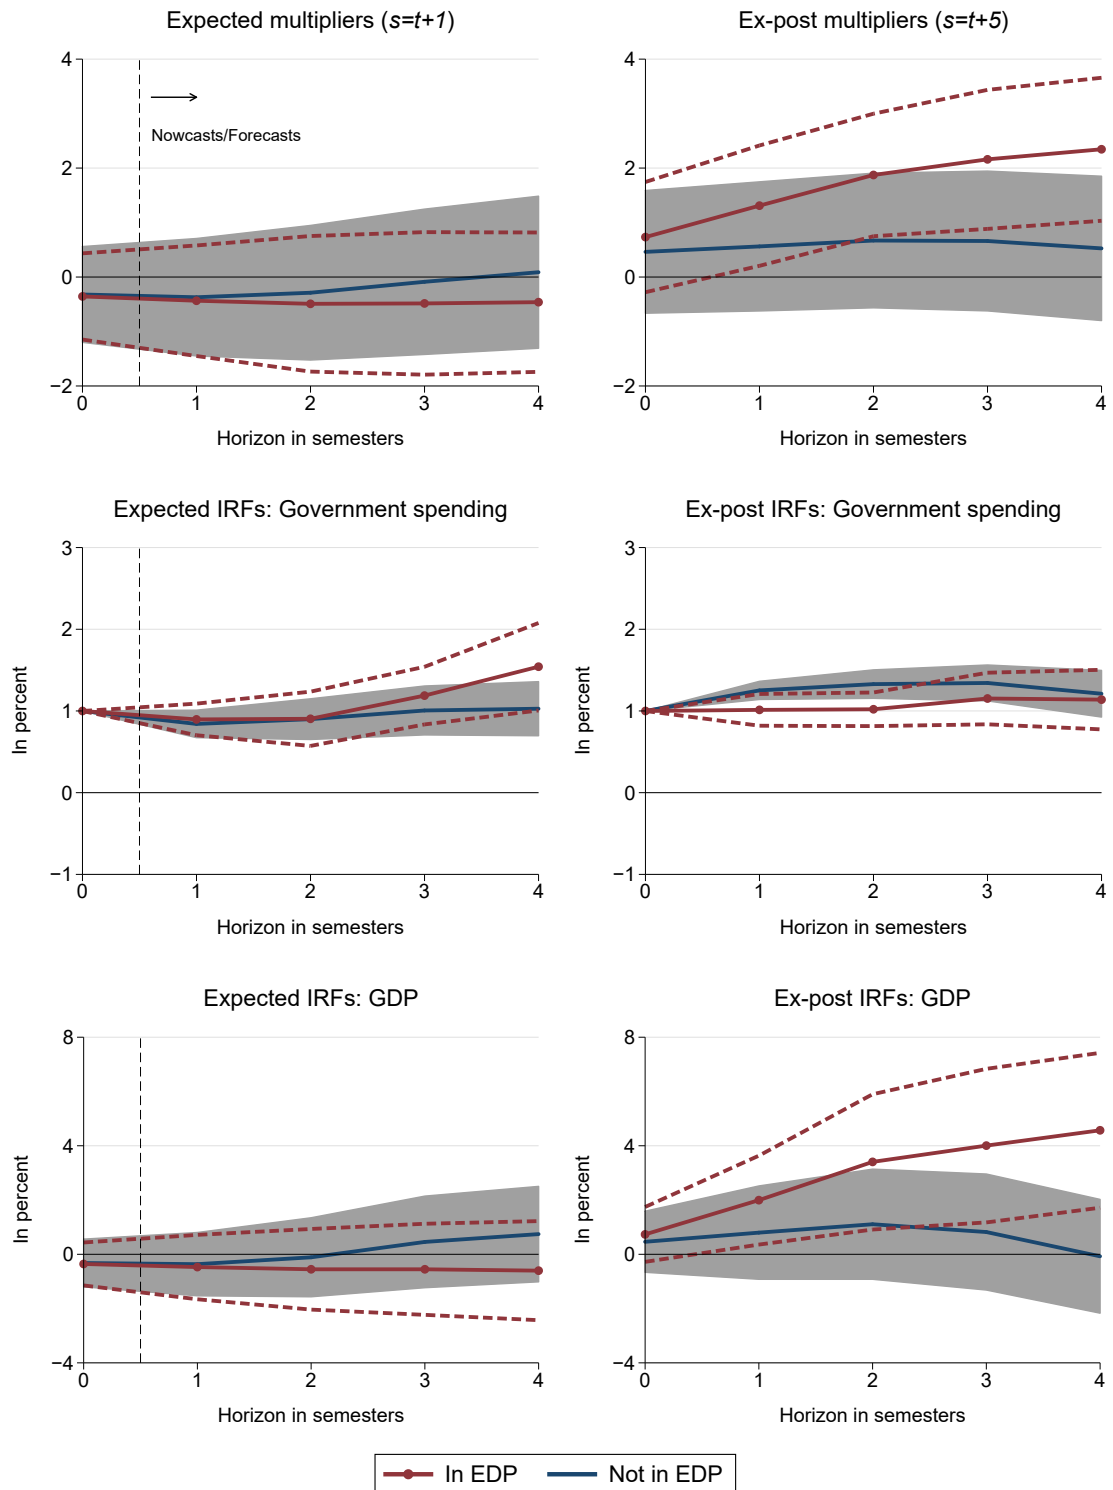 Expected multipliers (s=t+1)
4
2
0
−2
0 1 2 3 4
Nowcasts/Forecasts
Horizon in semesters
Ex-post multipliers (s=t+5)
4
2
0
−2
0 1 2 3 4
Horizon in semesters
Expected IRFs: Government spending
In percent
3
2
1
0
−1
0 1 2 3 4
Horizon in semesters
Ex-post IRFs: Government spending
In percent
3
2
1
0
−1
0 1 2 3 4
Horizon in semesters
Expected IRFs: GDP
In percent
8
4
0
−4
0 1 2 3 4
Horizon in semesters
Ex-post IRFs: GDP
In percent
8
4
0
−4
0 1 2 3 4
Horizon in semesters
In EDP Not in EDP